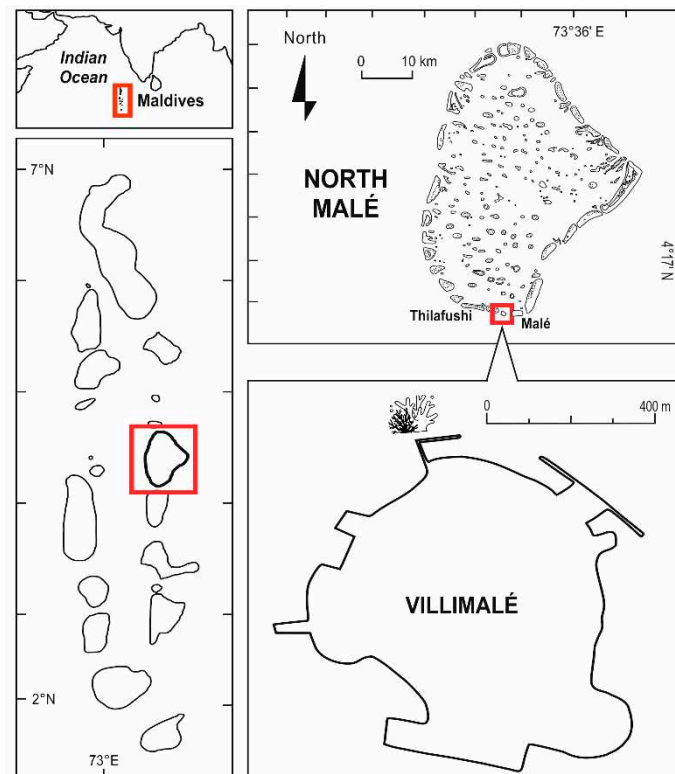 Indian
Ocean
Maldives
7°N
2°N
73°E
North
0 10 km
73°36' E
NORTH
MALÉ
4°17' N
Thilafushi
Malé
0 400 m
VILLIMALÉ